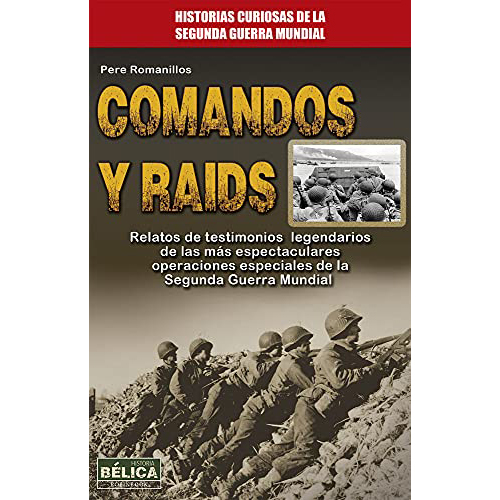 HISTORIAS CURIOSAS DE LA
SEGUNDA GUERRA MUNDIAL
Pere Romanillos
COMANDOS
Y RAIDS
Relatos de testimonios legendarios
de las más espectaculares
operaciones especiales de la
Segunda Guerra Mundial
HISTORIA
BÉLICA
ROBINBOOK